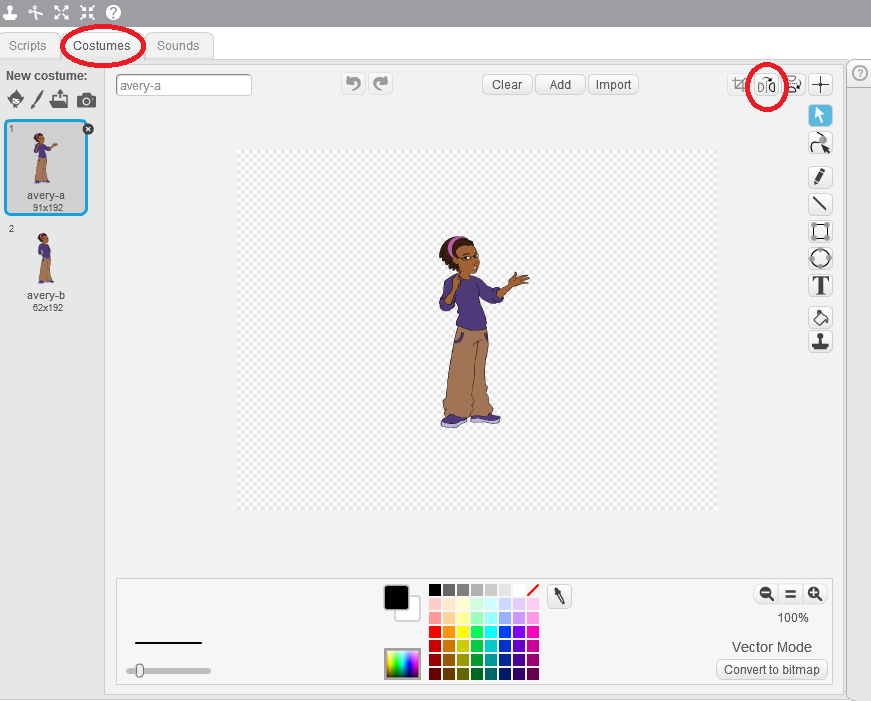 Scripts Costumes Sounds
New costume:
avery-a
Clear Add Import
1
avery-a
91x192
2
avery-b
62x192
T
100%
Vector Mode
Convert to bitmap